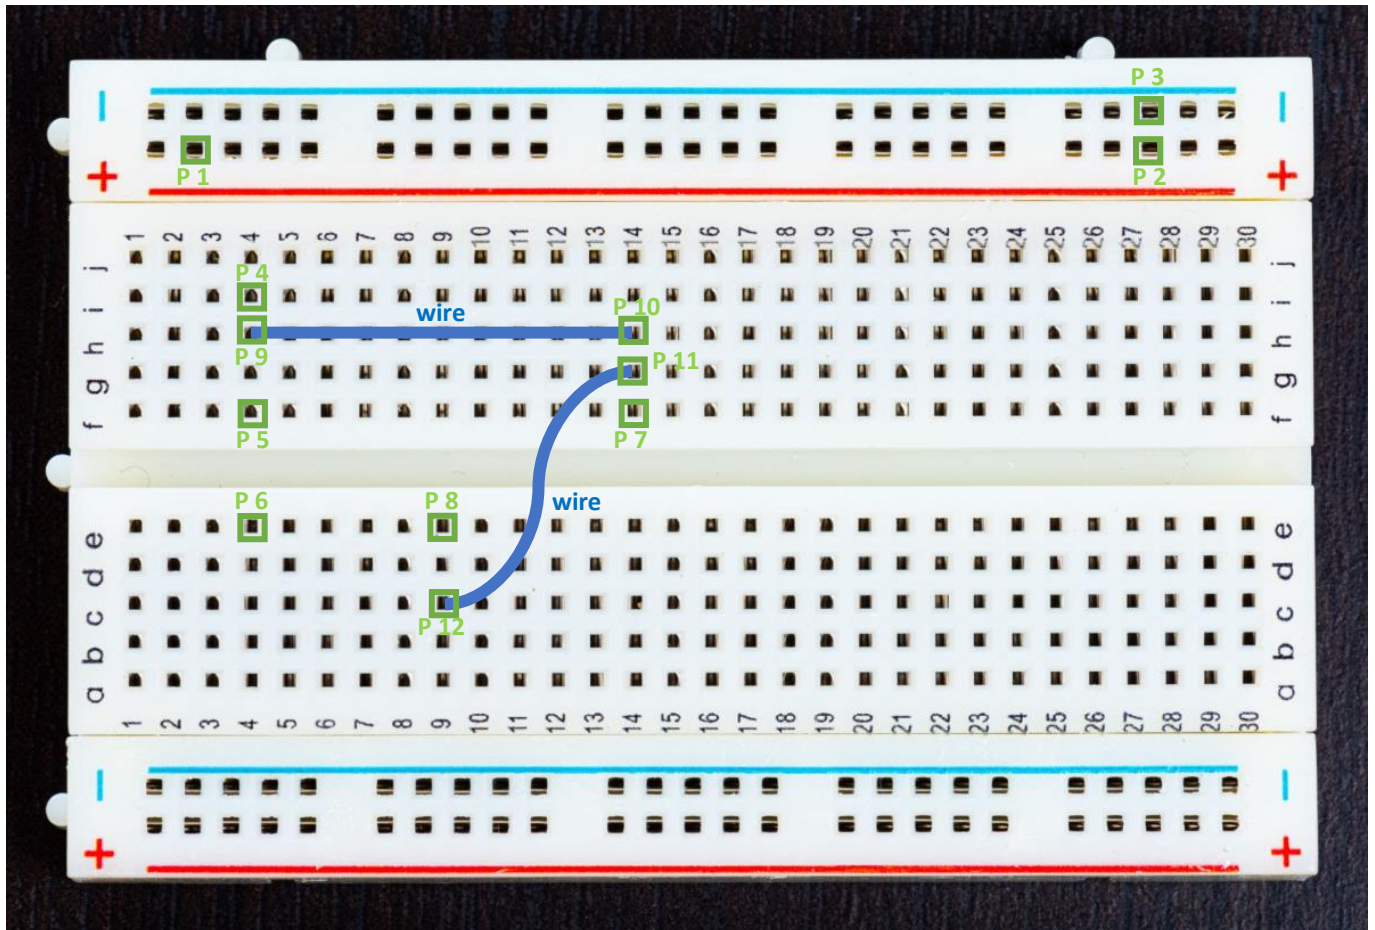 P 3
− −
P 1 P 2
+ +
1 2 3 4 5 6 7 8 9 10 11 12 13 14 15 16 17 18 19 20 21 22 23 24 25 26 27 28 29 30
j j
P 4
i i
wire P 10
h h
P 9 P 11
g g
f f
P 5 P 7
P 6 P 8 wire
e e
d d
c c
P 12
b b
a a
1 2 3 4 5 6 7 8 9 10 11 12 13 14 15 16 17 18 19 20 21 22 23 24 25 26 27 28 29 30
− −
+ +